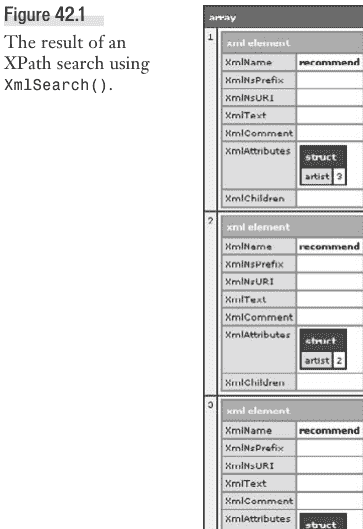 Figure 42.1
The result of an
XPath search using
XmlSearch().
array
1
xml element
XmlName recommend
XmlNsPrefix
XmlNsURI
XmlText
XmlComment
XmlAttributes
struct
artist 3
XmlChildren
2
xml element
XmlName recommend
XmlNsPrefix
XmlNsURI
XmlText
XmlComment
XmlAttributes
struct
artist 2
XmlChildren
3
xml element
XmlName recommend
XmlNsPrefix
XmlNsURI
XmlText
XmlComment
XmlAttributes
struct